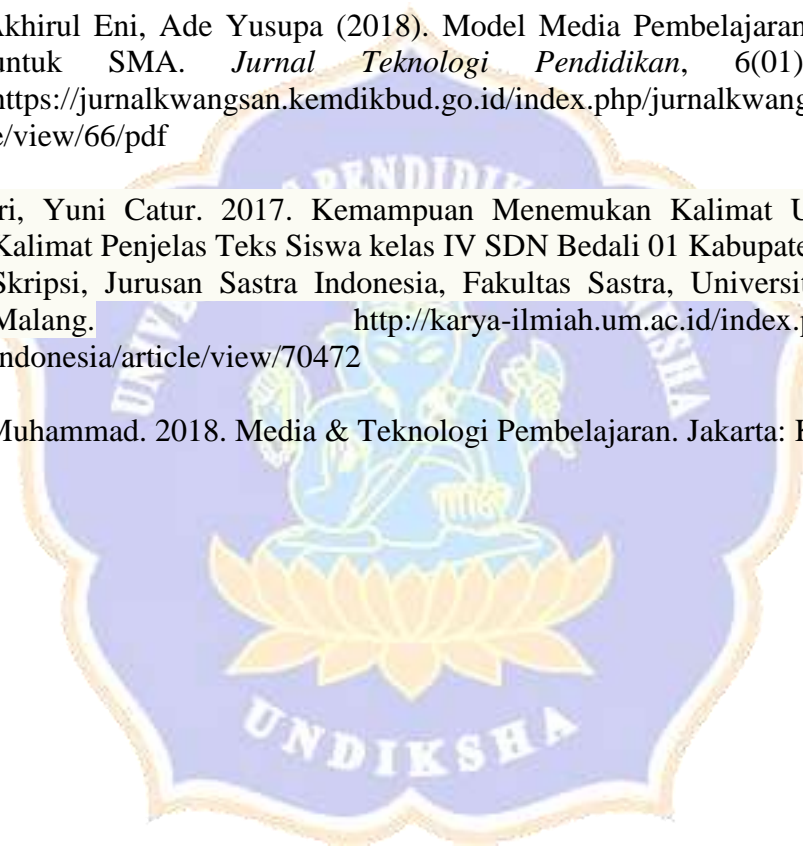 Akhirul Eni, Ade Yusupa (2018). Model Media Pembelajaran
untuk SMA. Jurnal Teknologi Pendidikan, 6(01)
https://jurnalkwangsan.kemdikbud.go.id/index.php/jurnalkwang
e/view/66/pdf
ri, Yuni Catur. 2017. Kemampuan Menemukan Kalimat U
Kalimat Penjelas Teks Siswa kelas IV SDN Bedali 01 Kabupate
Skripsi, Jurusan Sastra Indonesia, Fakultas Sastra, Universit
Malang. http://karya-ilmiah.um.ac.id/index.p
indonesia/article/view/70472
Muhammad. 2018. Media & Teknologi Pembelajaran. Jakarta:
UNDIKSHA